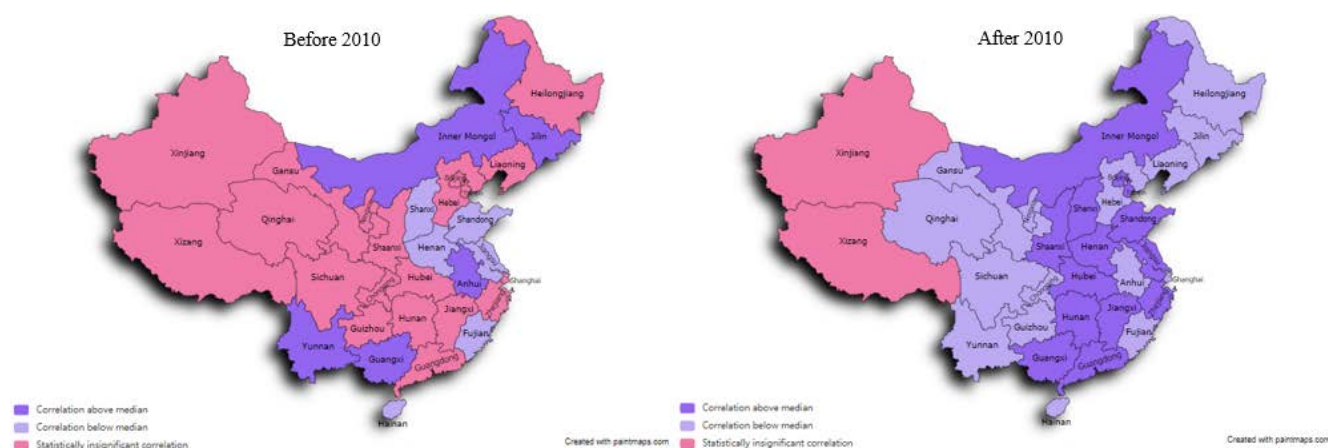 Before 2010
Heilongjiang
Inner Mongol
Jilin
Xinjiang
Liaoning
Gansu
Beijing
Hebei
Shanxi
Qinghai
Shandong
Shaanxi
Henan
Xizang
Sichuan
Hubei
Anhui
Shanghai
Chongqing
Jiangxi
Hunan
Guizhou
Fujian
Yunnan
Guangxi
Guangdong
Hainan
Correlation above median
Correlation below median
Statistically insignificant correlation
Created with paintmaps.com
After 2010
Heilongjiang
Inner Mongol
Jilin
Xinjiang
Liaoning
Gansu
Hebei
Shanxi
Qinghai
Shandong
Shaanxi
Henan
Xizang
Sichuan
Hubei
Anhui
Shanghai
Jiangxi
Hunan
Guizhou
Fujian
Yunnan
Guangxi
Guangdong
Hainan
Correlation above median
Correlation below median
Statistically insignificant correlation
Created with paintmaps.com